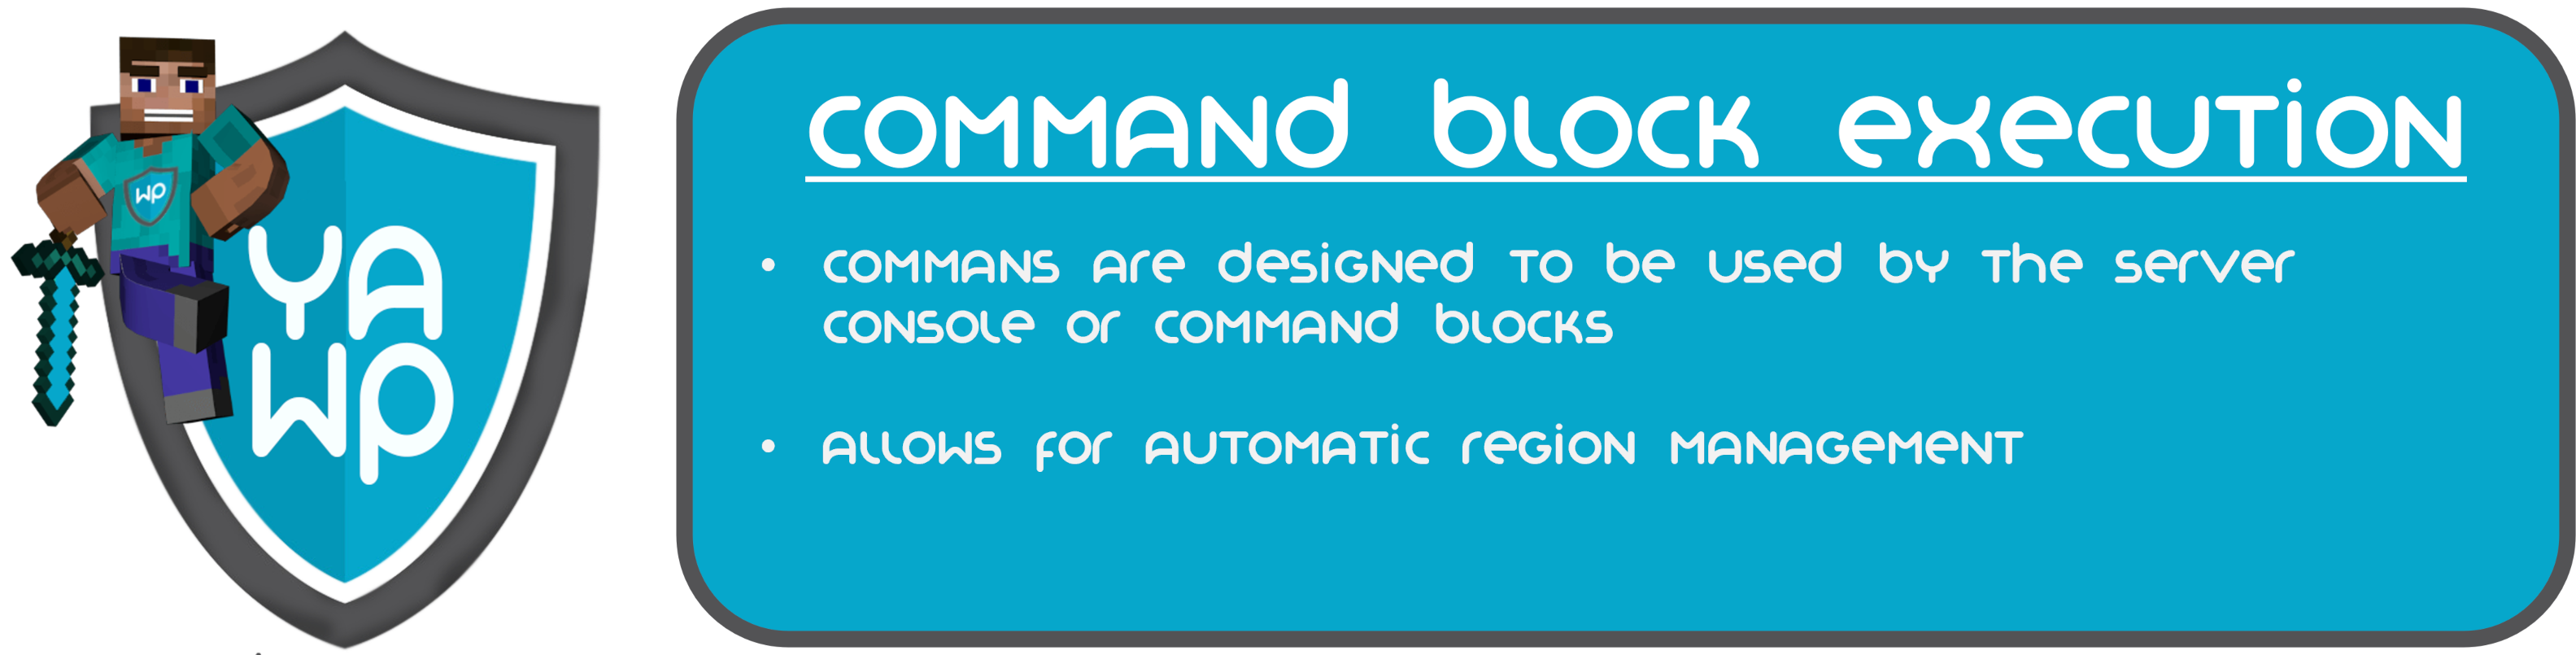 WP
YA
WP
COMMAND BLOCK EXECUTION
• COMMANS ARE DESIGNED TO BE USED BY THE SERVER
CONSOLE OR COMMAND BLOCKS
• ALLOWS FOR AUTOMATIC REGION MANAGEMENT